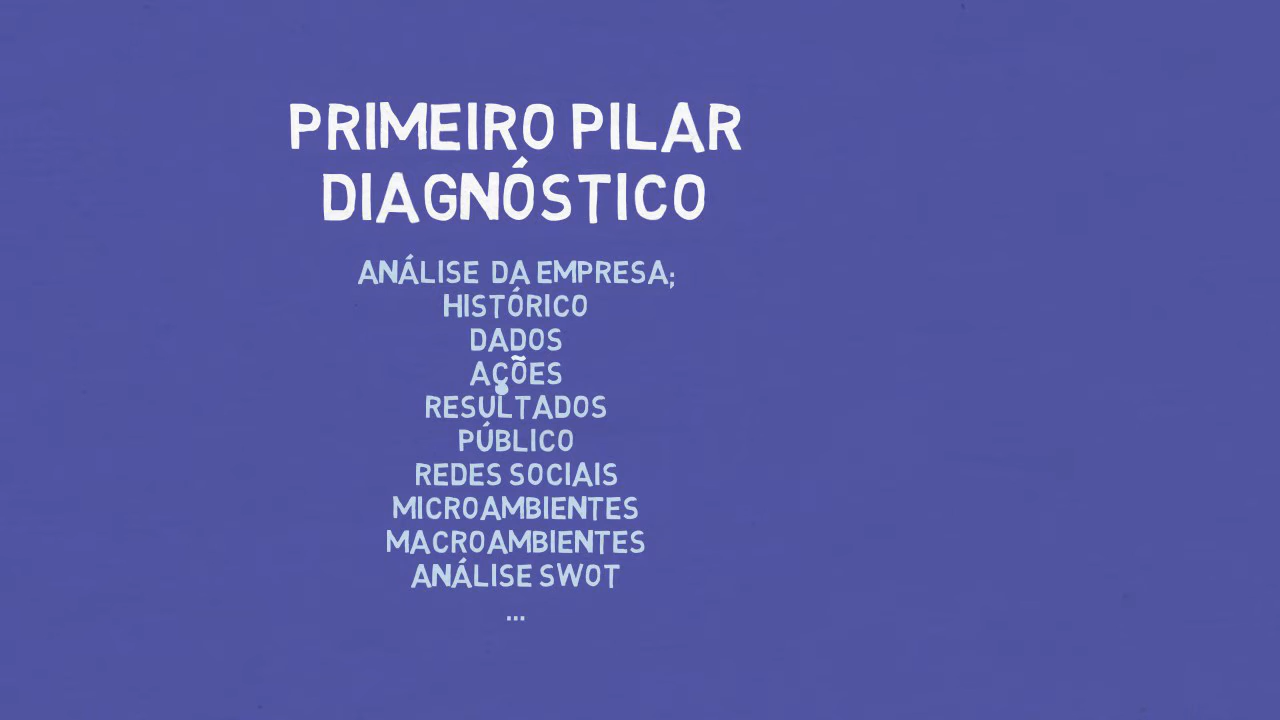 PRIMEIRO PILAR
DIAGNÓSTICO
ANÁLISE DA EMPRESA;
HISTÓRICO
DADOS
AÇÕES
RESULTADOS
PÚBLICO
REDES SOCIAIS
MICROAMBIENTES
MACROAMBIENTES
ANÁLISE SWOT
...